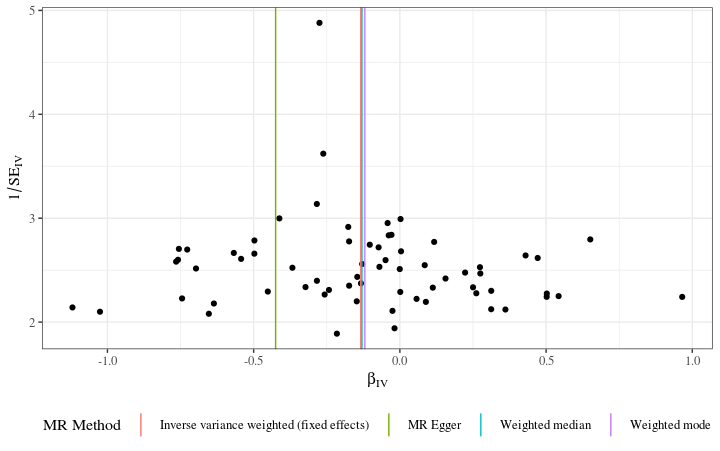 5
4
3
2
1/SE_IV
-1.0 -0.5 0.0 0.5 1.0
β_IV
MR Method Inverse variance weighted (fixed effects) MR Egger Weighted median Weighted mode